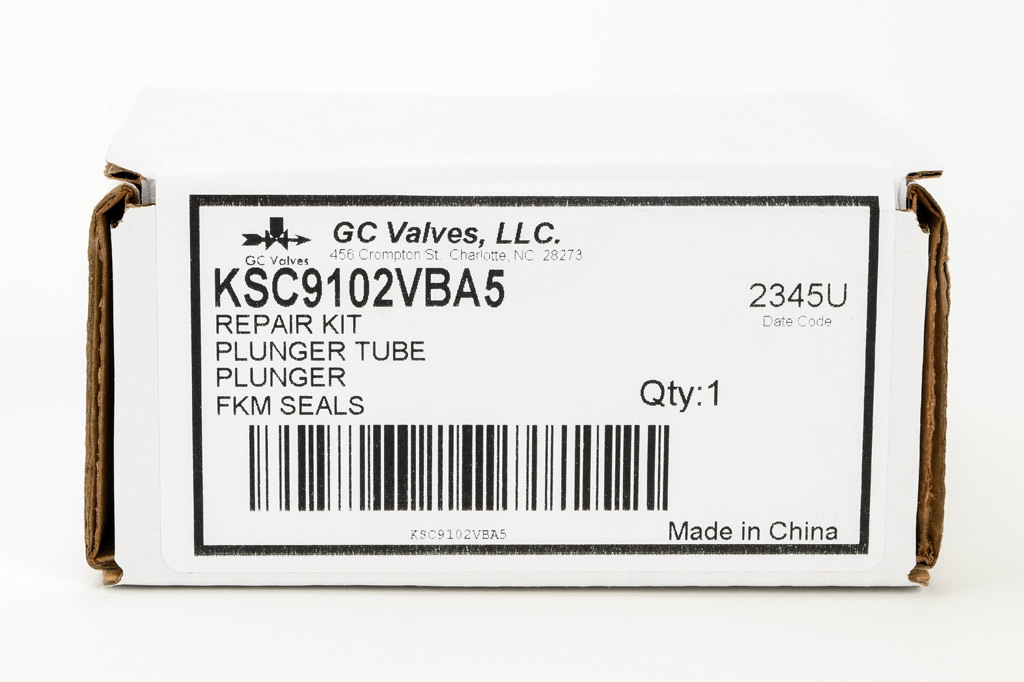 GC Valves, LLC.
GC Valves
456 Crompton St. Charlotte, NC 28273
KSC9102VBA5
2345U
Date Code
REPAIR KIT
PLUNGER TUBE
PLUNGER
FKM SEALS
Qty:1
KSC9102VBA5
Made in China